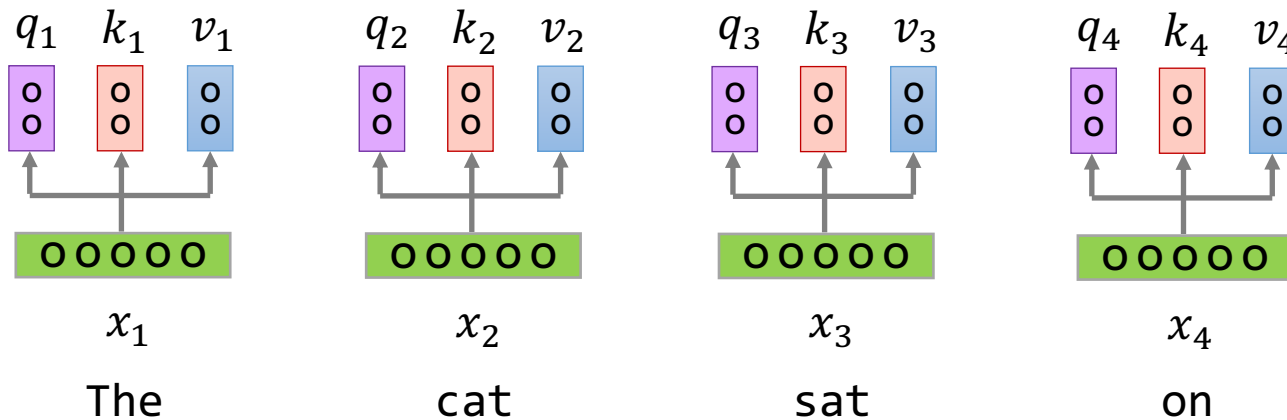 q₁ k₁ v₁ q₂ k₂ v₂ q₃ k₃ v₃ q₄ k₄ v₄
o o o o o o o o o o o o
o o o o o o o o o o o o
o o o o o o o o o o o o o o o o o o o o
x₁ x₂ x₃ x₄
The cat sat on